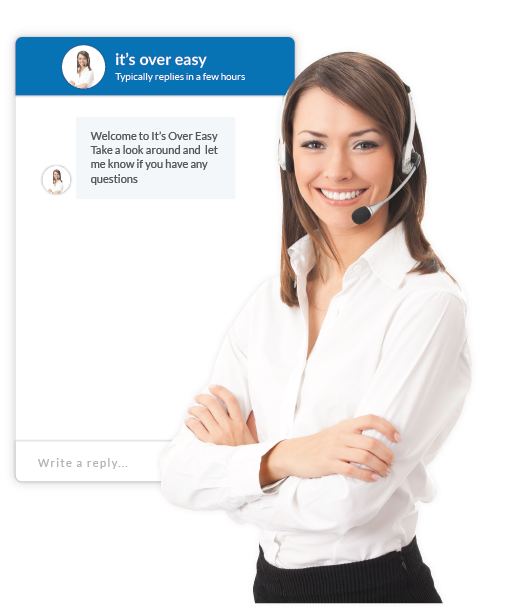 it's over easy
Typically replies in a few hours
Welcome to It's Over Easy
Take a look around and let
me know if you have any
questions
Write a reply...